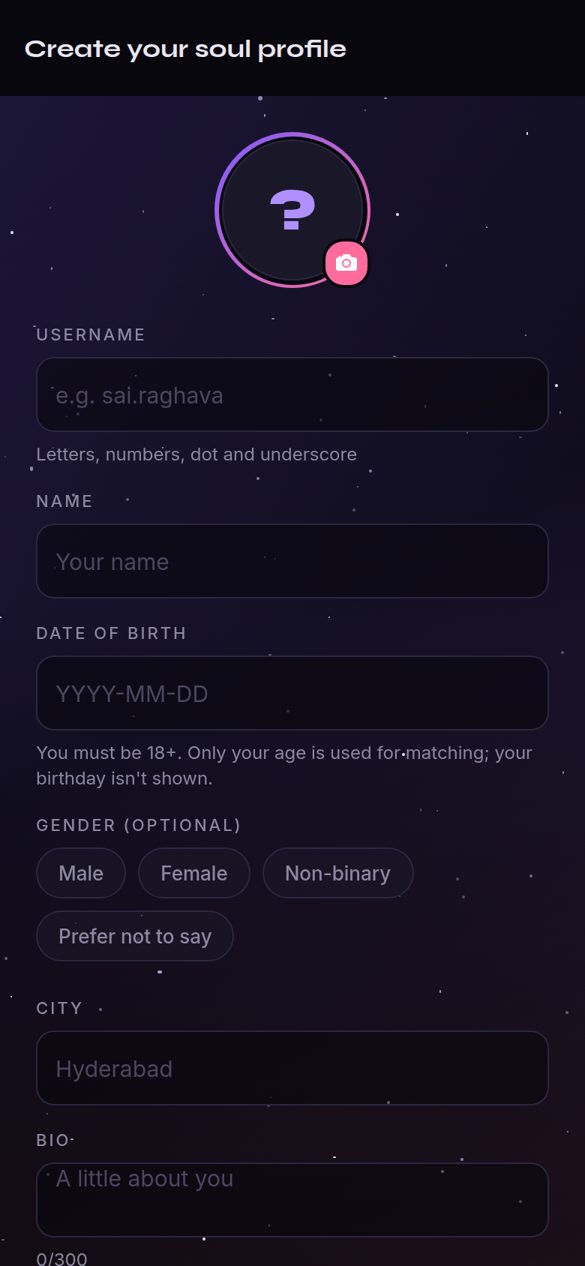 Create your soul profile
?
USERNAME
e.g. sai.raghava
Letters, numbers, dot and underscore
NAME
Your name
DATE OF BIRTH
YYYY-MM-DD
You must be 18+. Only your age is used for matching; your
birthday isn't shown.
GENDER (OPTIONAL)
Male Female Non-binary
Prefer not to say
CITY
Hyderabad
BIO
A little about you
0/300